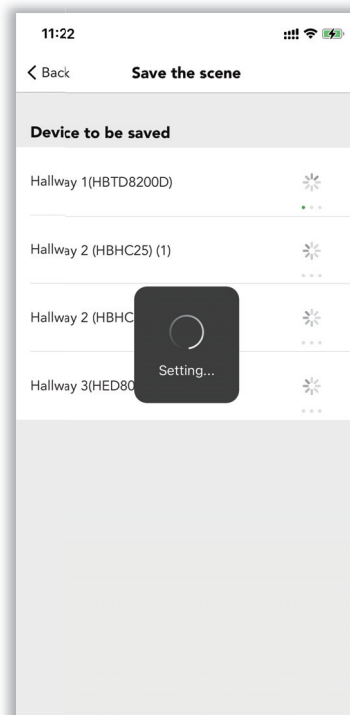 11:22
Back Save the scene
Device to be saved
Hallway 1(HBTD8200D)
Hallway 2 (HBHC25) (1)
Hallway 2 (HBHC
Setting...
Hallway 3(HED80